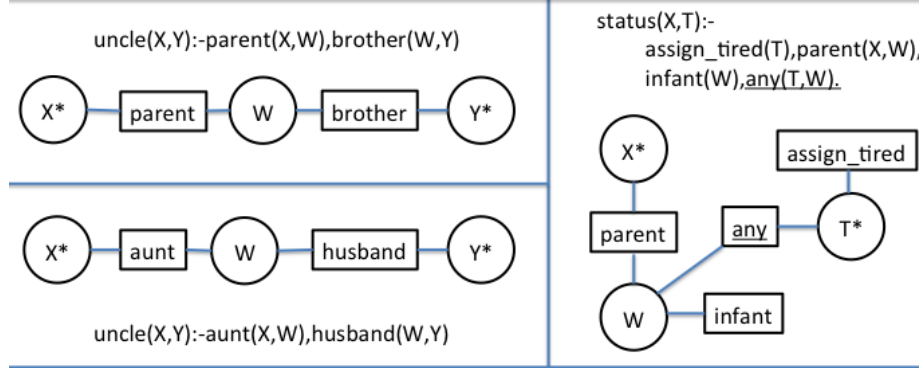 uncle(X,Y):-parent(X,W),brother(W,Y)
X* parent W brother Y*
X* aunt W husband Y*
uncle(X,Y):-aunt(X,W),husband(W,Y)
status(X,T):-
assign_tired(T),parent(X,W),
infant(W),any(T,W).
X*
assign_tired
parent
any
T*
W
infant